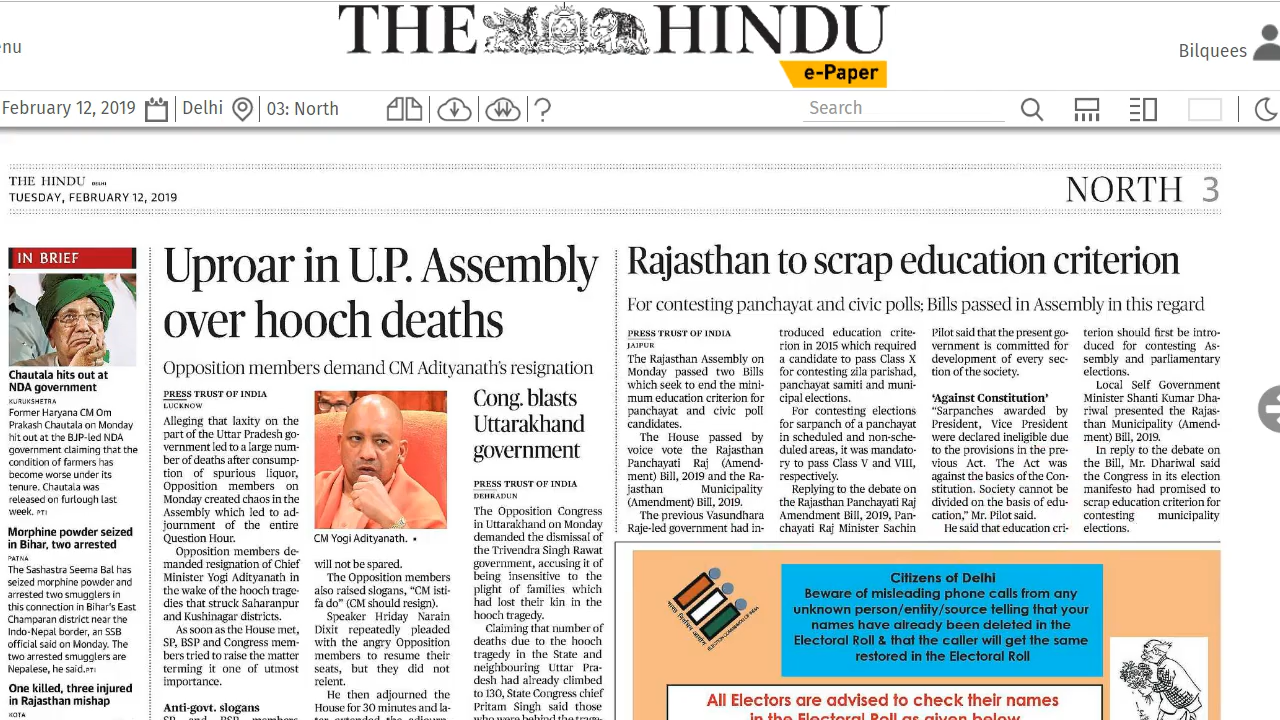 THE HINDU
e-Paper
enu
Bilquees
February 12, 2019
Delhi
03: North
?
Search
THE HINDU DELHI
TUESDAY, FEBRUARY 12, 2019
NORTH 3
IN BRIEF
Chautala hits out at
NDA government
KURUKSHETRA
Former Haryana CM Om
Prakash Chautala on Monday
hit out at the BJP-led NDA
government claiming that the
condition of farmers has
become worse under its
tenure. Chautala was
released on furlough last
week. PTI
Morphine powder seized
in Bihar, two arrested
PATNA
The Sashastra Seema Bal has
seized morphine powder and
arrested two smugglers in
this connection in Bihar's East
Champaran district near the
Indo-Nepal border, an SSB
official said on Monday. The
two arrested smugglers are
Nepalese, he said.PTI
One killed, three injured
in Rajasthan mishap
KOTA
Uproar in U.P. Assembly
over hooch deaths
Opposition members demand CM Adityanath's resignation
PRESS TRUST OF INDIA
LUCKNOW
Alleging that laxity on the
part of the Uttar Pradesh go-
vernment led to a large num-
ber of deaths after consump-
tion of spurious liquor,
Opposition members on
Monday created chaos in the
Assembly which led to ad-
journment of the entire
Question Hour.
Opposition members de-
manded resignation of Chief
Minister Yogi Adityanath in
the wake of the hooch trage-
dies that struck Saharanpur
and Kushinagar districts.
As soon as the House met,
SP, BSP and Congress mem-
bers tried to raise the matter
terming it one of utmost
importance.
Anti-govt. slogans
SP and BSP members
CM Yogi Adityanath. •
will not be spared.
The Opposition members
also raised slogans, “CM isti-
fa do” (CM should resign).
Speaker Hriday Narain
Dixit repeatedly pleaded
with the angry Opposition
members to resume their
seats, but they did not
relent.
He then adjourned the
House for 30 minutes and la-
ter extended the adjourn-
Cong. blasts
Uttarakhand
government
PRESS TRUST OF INDIA
DEHRADUN
The Opposition Congress
in Uttarakhand on Monday
demanded the dismissal of
the Trivendra Singh Rawat
government, accusing it of
being insensitive to the
plight of families which
had lost their kin in the
hooch tragedy.
Claiming that number of
deaths due to the hooch
tragedy in the State and
neighbouring Uttar Pra-
desh had already climbed
to 130, State Congress chief
Pritam Singh said those
who were behind the trage-
Rajasthan to scrap education criterion
For contesting panchayat and civic polls; Bills passed in Assembly in this regard
PRESS TRUST OF INDIA
JAIPUR
The Rajasthan Assembly on
Monday passed two Bills
which seek to end the mini-
mum education criterion for
panchayat and civic poll
candidates.
The House passed by
voice vote the Rajasthan
Panchayati Raj (Amend-
ment) Bill, 2019 and the Ra-
jasthan Municipality
(Amendment) Bill, 2019.
The previous Vasundhara
Raje-led government had in-
troduced education crite-
rion in 2015 which required
a candidate to pass Class X
for contesting zila parishad,
panchayat samiti and muni-
cipal elections.
For contesting elections
for sarpanch of a panchayat
in scheduled and non-sche-
duled areas, it was mandato-
ry to pass Class V and VIII,
respectively.
Replying to the debate on
the Rajasthan Panchayati Raj
Amendment Bill, 2019, Pan-
chayati Raj Minister Sachin
Pilot said that the present go-
vernment is committed for
development of every sec-
tion of the society.
‘Against Constitution’
“Sarpanches awarded by
President, Vice President
were declared ineligible due
to the provisions in the pre-
vious Act. The Act was
against the basics of the Con-
stitution. Society cannot be
divided on the basis of edu-
cation,” Mr. Pilot said.
He said that education cri-
terion should first be intro-
duced for contesting As-
sembly and parliamentary
elections.
Local Self Government
Minister Shanti Kumar Dha-
riwal presented the Rajas-
than Municipality (Amend-
ment) Bill, 2019.
In reply to the debate on
the Bill, Mr. Dhariwal said
the Congress in its election
manifesto had promised to
scrap education criterion for
contesting municipality
elections.
Citizens of Delhi
Beware of misleading phone calls from any
unknown person/entity/source telling that your
names have already been deleted in the
Electoral Roll & that the caller will get the same
restored in the Electoral Roll
All Electors are advised to check their names
in the Electoral Roll as given below